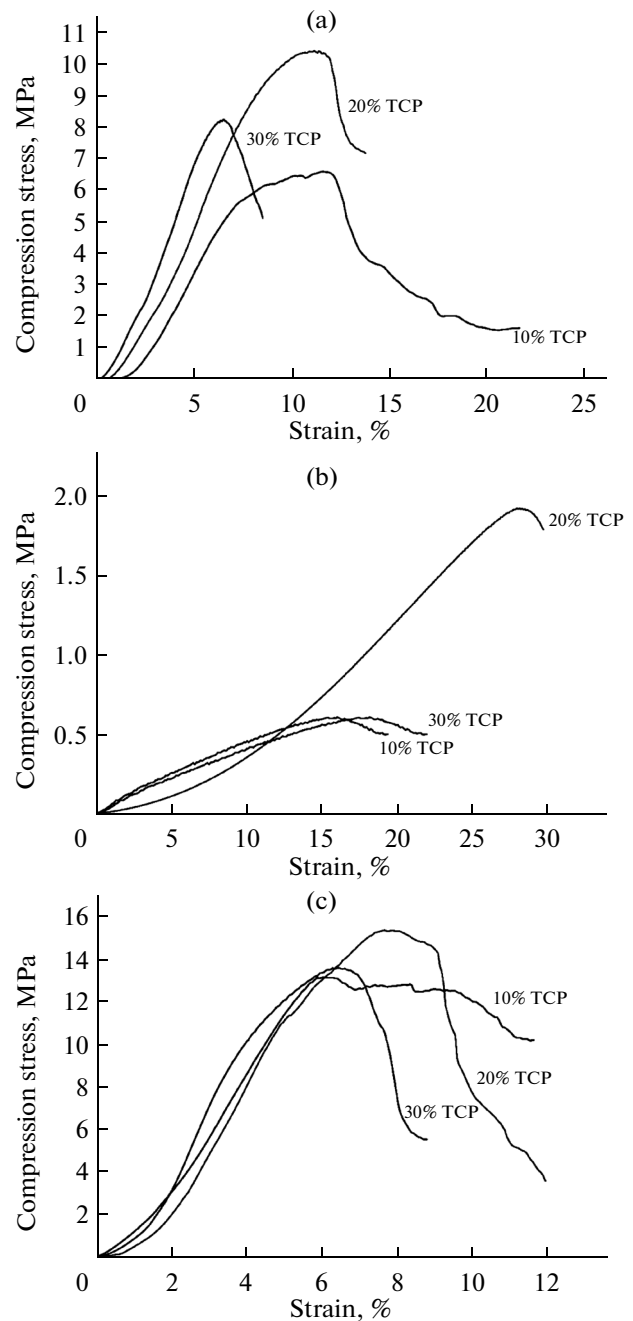 (a)
Compression stress, MPa
11
10
9
8
7
6
5
4
3
2
1
0
20% TCP
30% TCP
10% TCP
5
10
15
20
25
Strain, %
(b)
Compression stress, MPa
2.0
1.5
1.0
0.5
0
20% TCP
30% TCP
10% TCP
5
10
15
20
25
30
Strain, %
(c)
Compression stress, MPa
16
14
12
10
8
6
4
2
0
10% TCP
20% TCP
30% TCP
2
4
6
8
10
12
Strain, %